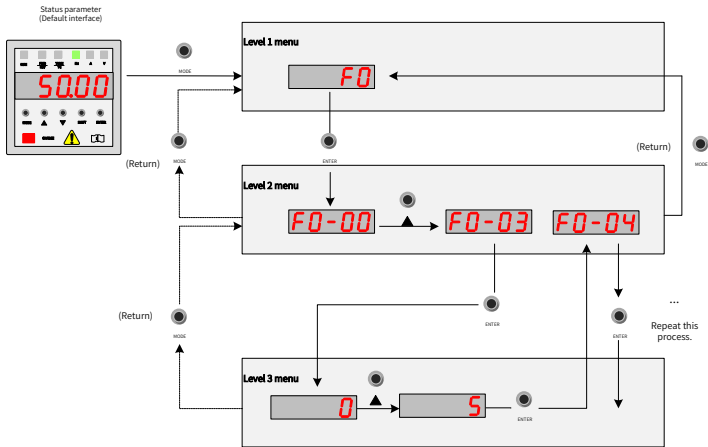 Status parameter
(Default interface)
50.00
MODE
Level 1 menu
F0
ENTER
(Return)
MODE
(Return)
MODE
Level 2 menu
F0-00
F0-03
F0-04
(Return)
MODE
ENTER
ENTER
...
Repeat this
process.
Level 3 menu
0
5
ENTER